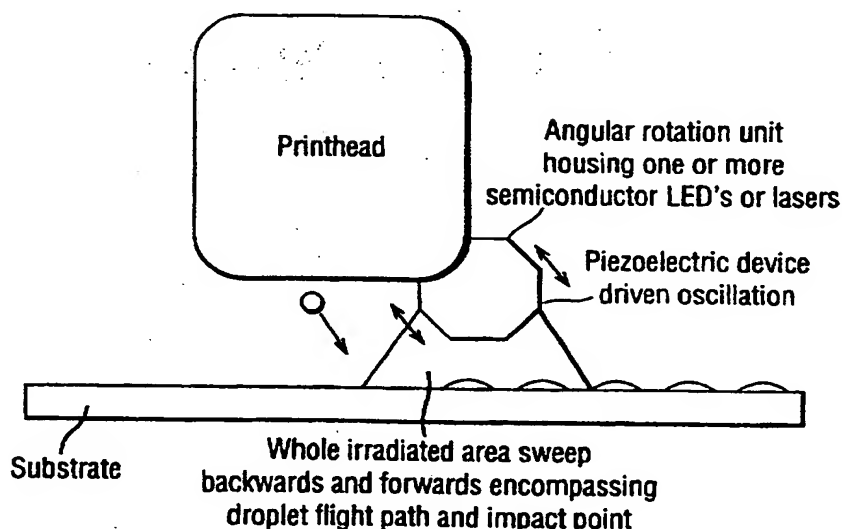 Printhead
Angular rotation unit
housing one or more
semiconductor LED's or lasers
Piezoelectric device
driven oscillation
Substrate
Whole irradiated area sweep
backwards and forwards encompassing
droplet flight path and impact point